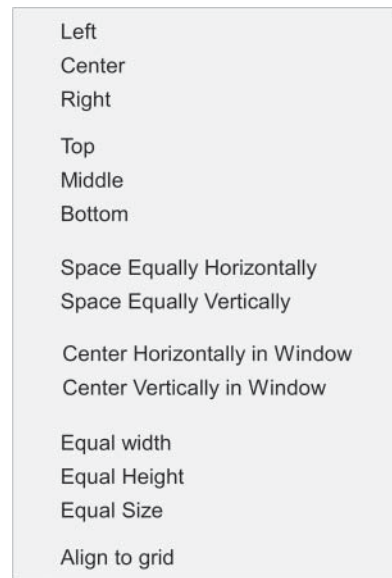 Left
Center
Right
Top
Middle
Bottom
Space Equally Horizontally
Space Equally Vertically
Center Horizontally in Window
Center Vertically in Window
Equal width
Equal Height
Equal Size
Align to grid